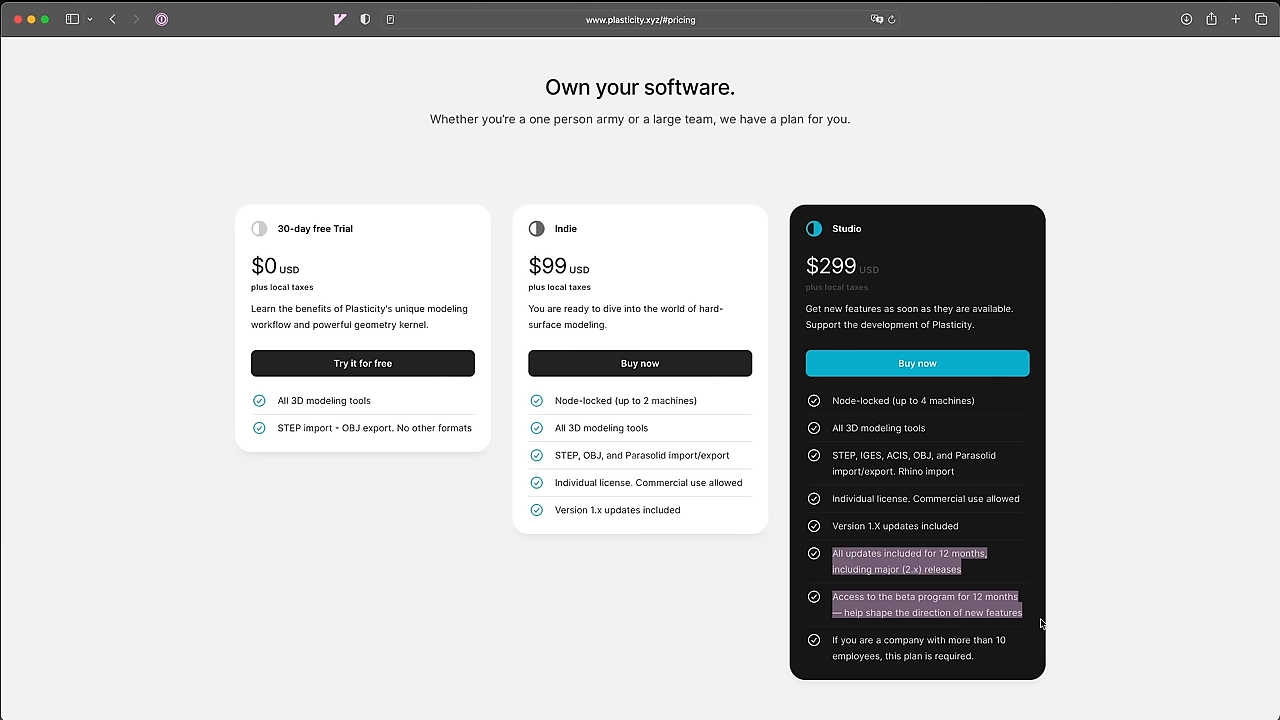 www.plasticity.xyz/#pricing
Own your software.
Whether you're a one person army or a large team, we have a plan for you.
30-day free Trial
$0 USD
plus local taxes
Learn the benefits of Plasticity's unique modeling
workflow and powerful geometry kernel.
Try it for free
All 3D modeling tools
STEP import - OBJ export. No other formats
Indie
$99 USD
plus local taxes
You are ready to dive into the world of hard-
surface modeling.
Buy now
Node-locked (up to 2 machines)
All 3D modeling tools
STEP, OBJ, and Parasolid import/export
Individual license. Commercial use allowed
Version 1.x updates included
Studio
$299 USD
plus local taxes
Get new features as soon as they are available.
Support the development of Plasticity.
Buy now
Node-locked (up to 4 machines)
All 3D modeling tools
STEP, IGES, ACIS, OBJ, and Parasolid
import/export. Rhino import
Individual license. Commercial use allowed
Version 1.X updates included
All updates included for 12 months,
including major (2.x) releases
Access to the beta program for 12 months
— help shape the direction of new features
If you are a company with more than 10
employees, this plan is required.